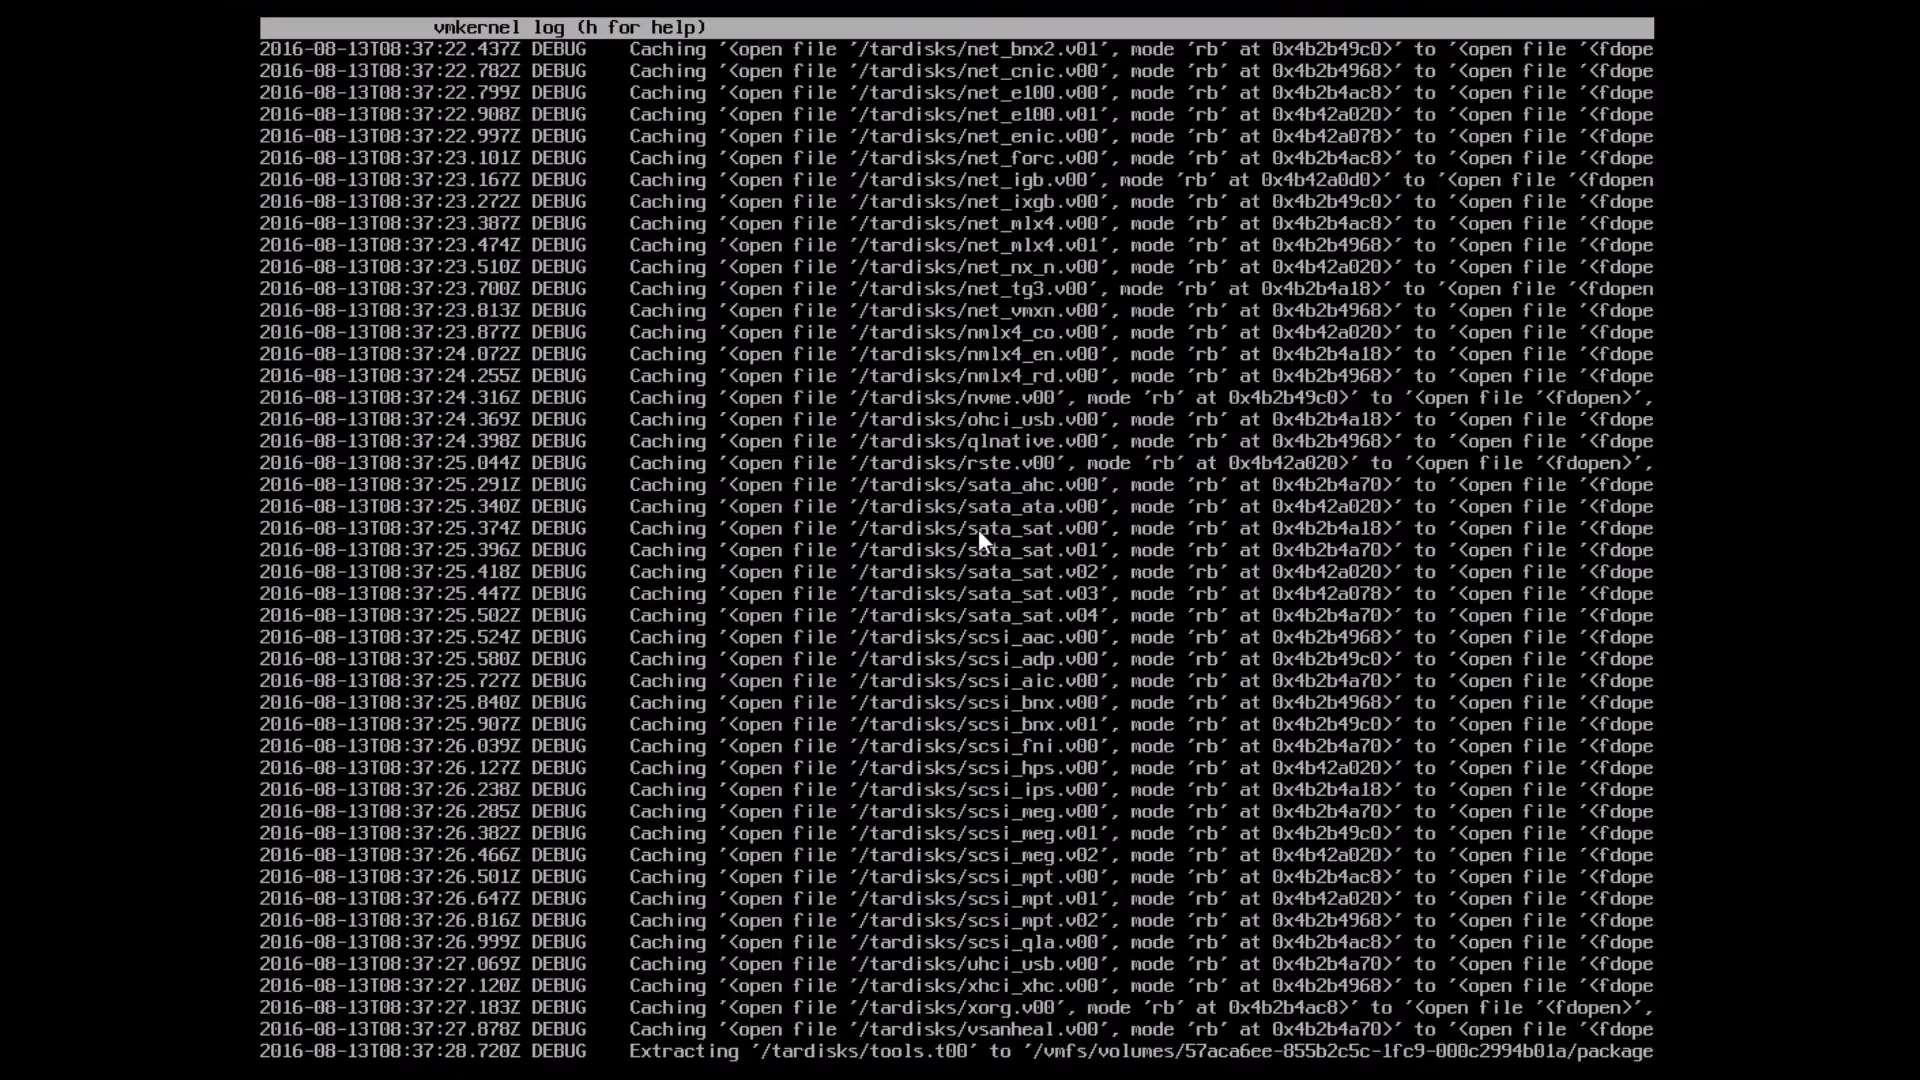 vmkernel log (h for help)
2016-08-13T08:37:22.437Z DEBUG    Caching '<open file '/tardisks/net_bnx2.v01', mode 'rb' at 0x4b2b49c0>' to '<open file '<fdope
2016-08-13T08:37:22.782Z DEBUG    Caching '<open file '/tardisks/net_cnic.v00', mode 'rb' at 0x4b2b4968>' to '<open file '<fdope
2016-08-13T08:37:22.799Z DEBUG    Caching '<open file '/tardisks/net_e100.v00', mode 'rb' at 0x4b2b4ac8>' to '<open file '<fdope
2016-08-13T08:37:22.908Z DEBUG    Caching '<open file '/tardisks/net_e100.v01', mode 'rb' at 0x4b42a020>' to '<open file '<fdope
2016-08-13T08:37:22.997Z DEBUG    Caching '<open file '/tardisks/net_enic.v00', mode 'rb' at 0x4b42a078>' to '<open file '<fdope
2016-08-13T08:37:23.101Z DEBUG    Caching '<open file '/tardisks/net_forc.v00', mode 'rb' at 0x4b2b4ac8>' to '<open file '<fdope
2016-08-13T08:37:23.167Z DEBUG    Caching '<open file '/tardisks/net_igb.v00', mode 'rb' at 0x4b42a0d0>' to '<open file '<fdopen
2016-08-13T08:37:23.272Z DEBUG    Caching '<open file '/tardisks/net_ixgb.v00', mode 'rb' at 0x4b2b49c0>' to '<open file '<fdope
2016-08-13T08:37:23.387Z DEBUG    Caching '<open file '/tardisks/net_mlx4.v00', mode 'rb' at 0x4b2b4ac8>' to '<open file '<fdope
2016-08-13T08:37:23.474Z DEBUG    Caching '<open file '/tardisks/net_mlx4.v01', mode 'rb' at 0x4b2b4968>' to '<open file '<fdope
2016-08-13T08:37:23.510Z DEBUG    Caching '<open file '/tardisks/net_nx_n.v00', mode 'rb' at 0x4b42a020>' to '<open file '<fdope
2016-08-13T08:37:23.700Z DEBUG    Caching '<open file '/tardisks/net_tg3.v00', mode 'rb' at 0x4b2b4a18>' to '<open file '<fdopen
2016-08-13T08:37:23.813Z DEBUG    Caching '<open file '/tardisks/net_vmxn.v00', mode 'rb' at 0x4b2b4968>' to '<open file '<fdope
2016-08-13T08:37:23.877Z DEBUG    Caching '<open file '/tardisks/nmlx4_co.v00', mode 'rb' at 0x4b42a020>' to '<open file '<fdope
2016-08-13T08:37:24.072Z DEBUG    Caching '<open file '/tardisks/nmlx4_en.v00', mode 'rb' at 0x4b2b4a18>' to '<open file '<fdope
2016-08-13T08:37:24.255Z DEBUG    Caching '<open file '/tardisks/nmlx4_rd.v00', mode 'rb' at 0x4b2b4968>' to '<open file '<fdope
2016-08-13T08:37:24.316Z DEBUG    Caching '<open file '/tardisks/nvme.v00', mode 'rb' at 0x4b2b49c0>' to '<open file '<fdopen>',
2016-08-13T08:37:24.369Z DEBUG    Caching '<open file '/tardisks/ohci_usb.v00', mode 'rb' at 0x4b2b4a18>' to '<open file '<fdope
2016-08-13T08:37:24.398Z DEBUG    Caching '<open file '/tardisks/qlnative.v00', mode 'rb' at 0x4b2b4968>' to '<open file '<fdope
2016-08-13T08:37:25.044Z DEBUG    Caching '<open file '/tardisks/rste.v00', mode 'rb' at 0x4b42a020>' to '<open file '<fdopen>',
2016-08-13T08:37:25.291Z DEBUG    Caching '<open file '/tardisks/sata_ahc.v00', mode 'rb' at 0x4b2b4a70>' to '<open file '<fdope
2016-08-13T08:37:25.340Z DEBUG    Caching '<open file '/tardisks/sata_ata.v00', mode 'rb' at 0x4b42a020>' to '<open file '<fdope
2016-08-13T08:37:25.374Z DEBUG    Caching '<open file '/tardisks/sata_sat.v00', mode 'rb' at 0x4b2b4a18>' to '<open file '<fdope
2016-08-13T08:37:25.396Z DEBUG    Caching '<open file '/tardisks/sata_sat.v01', mode 'rb' at 0x4b2b4a70>' to '<open file '<fdope
2016-08-13T08:37:25.418Z DEBUG    Caching '<open file '/tardisks/sata_sat.v02', mode 'rb' at 0x4b42a020>' to '<open file '<fdope
2016-08-13T08:37:25.447Z DEBUG    Caching '<open file '/tardisks/sata_sat.v03', mode 'rb' at 0x4b42a078>' to '<open file '<fdope
2016-08-13T08:37:25.502Z DEBUG    Caching '<open file '/tardisks/sata_sat.v04', mode 'rb' at 0x4b2b4a70>' to '<open file '<fdope
2016-08-13T08:37:25.524Z DEBUG    Caching '<open file '/tardisks/scsi_aac.v00', mode 'rb' at 0x4b2b4968>' to '<open file '<fdope
2016-08-13T08:37:25.580Z DEBUG    Caching '<open file '/tardisks/scsi_adp.v00', mode 'rb' at 0x4b2b49c0>' to '<open file '<fdope
2016-08-13T08:37:25.727Z DEBUG    Caching '<open file '/tardisks/scsi_aic.v00', mode 'rb' at 0x4b2b4a70>' to '<open file '<fdope
2016-08-13T08:37:25.840Z DEBUG    Caching '<open file '/tardisks/scsi_bnx.v00', mode 'rb' at 0x4b2b4968>' to '<open file '<fdope
2016-08-13T08:37:25.907Z DEBUG    Caching '<open file '/tardisks/scsi_bnx.v01', mode 'rb' at 0x4b2b49c0>' to '<open file '<fdope
2016-08-13T08:37:26.039Z DEBUG    Caching '<open file '/tardisks/scsi_fni.v00', mode 'rb' at 0x4b2b4a70>' to '<open file '<fdope
2016-08-13T08:37:26.127Z DEBUG    Caching '<open file '/tardisks/scsi_hps.v00', mode 'rb' at 0x4b42a020>' to '<open file '<fdope
2016-08-13T08:37:26.238Z DEBUG    Caching '<open file '/tardisks/scsi_ips.v00', mode 'rb' at 0x4b2b4a18>' to '<open file '<fdope
2016-08-13T08:37:26.285Z DEBUG    Caching '<open file '/tardisks/scsi_meg.v00', mode 'rb' at 0x4b2b4a70>' to '<open file '<fdope
2016-08-13T08:37:26.382Z DEBUG    Caching '<open file '/tardisks/scsi_meg.v01', mode 'rb' at 0x4b2b49c0>' to '<open file '<fdope
2016-08-13T08:37:26.466Z DEBUG    Caching '<open file '/tardisks/scsi_meg.v02', mode 'rb' at 0x4b42a020>' to '<open file '<fdope
2016-08-13T08:37:26.501Z DEBUG    Caching '<open file '/tardisks/scsi_mpt.v00', mode 'rb' at 0x4b2b4ac8>' to '<open file '<fdope
2016-08-13T08:37:26.647Z DEBUG    Caching '<open file '/tardisks/scsi_mpt.v01', mode 'rb' at 0x4b42a020>' to '<open file '<fdope
2016-08-13T08:37:26.816Z DEBUG    Caching '<open file '/tardisks/scsi_mpt.v02', mode 'rb' at 0x4b2b4968>' to '<open file '<fdope
2016-08-13T08:37:26.999Z DEBUG    Caching '<open file '/tardisks/scsi_qla.v00', mode 'rb' at 0x4b2b4ac8>' to '<open file '<fdope
2016-08-13T08:37:27.069Z DEBUG    Caching '<open file '/tardisks/uhci_usb.v00', mode 'rb' at 0x4b2b4a70>' to '<open file '<fdope
2016-08-13T08:37:27.120Z DEBUG    Caching '<open file '/tardisks/xhci_xhc.v00', mode 'rb' at 0x4b2b4968>' to '<open file '<fdope
2016-08-13T08:37:27.183Z DEBUG    Caching '<open file '/tardisks/xorg.v00', mode 'rb' at 0x4b2b4ac8>' to '<open file '<fdopen>',
2016-08-13T08:37:27.878Z DEBUG    Caching '<open file '/tardisks/vsanheal.v00', mode 'rb' at 0x4b2b4a70>' to '<open file '<fdope
2016-08-13T08:37:28.720Z DEBUG    Extracting '/tardisks/tools.t00' to '/vmfs/volumes/57aca6ee-855b2c5c-1fc9-000c2994b01a/package